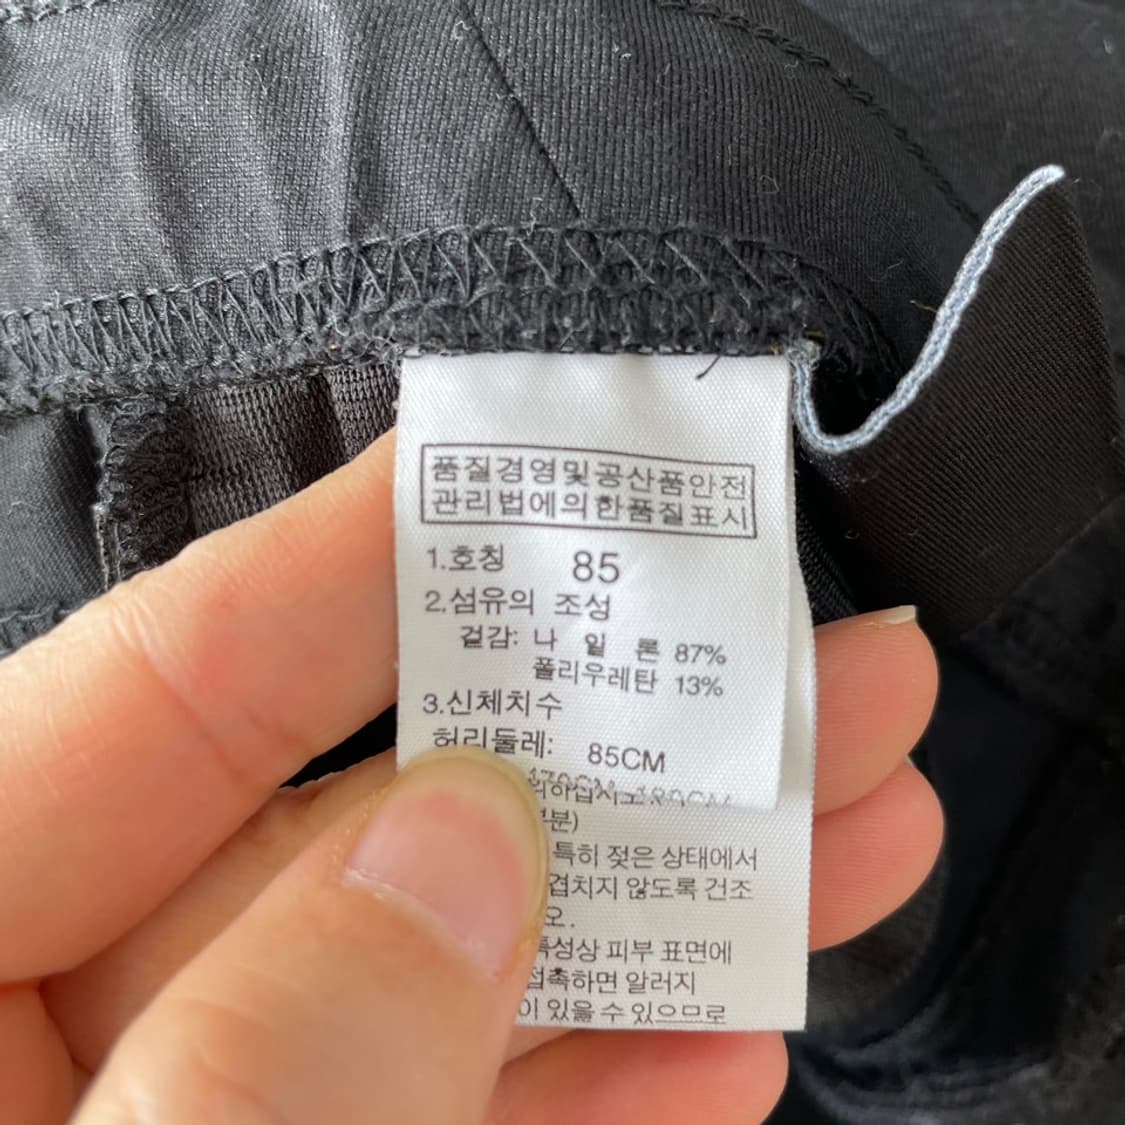 품질경영및공산품안전
관리법에의한품질표시
1.호칭 85
2.섬유의 조성
겉감: 나 일 론 87%
폴리우레탄 13%
3.신체치수
허리둘레: 85CM
특히 젖은 상태에서
겹치지 않도록 건조
오.
특성상 피부 표면에
접촉하면 알러지
이 있을 수 있으므로